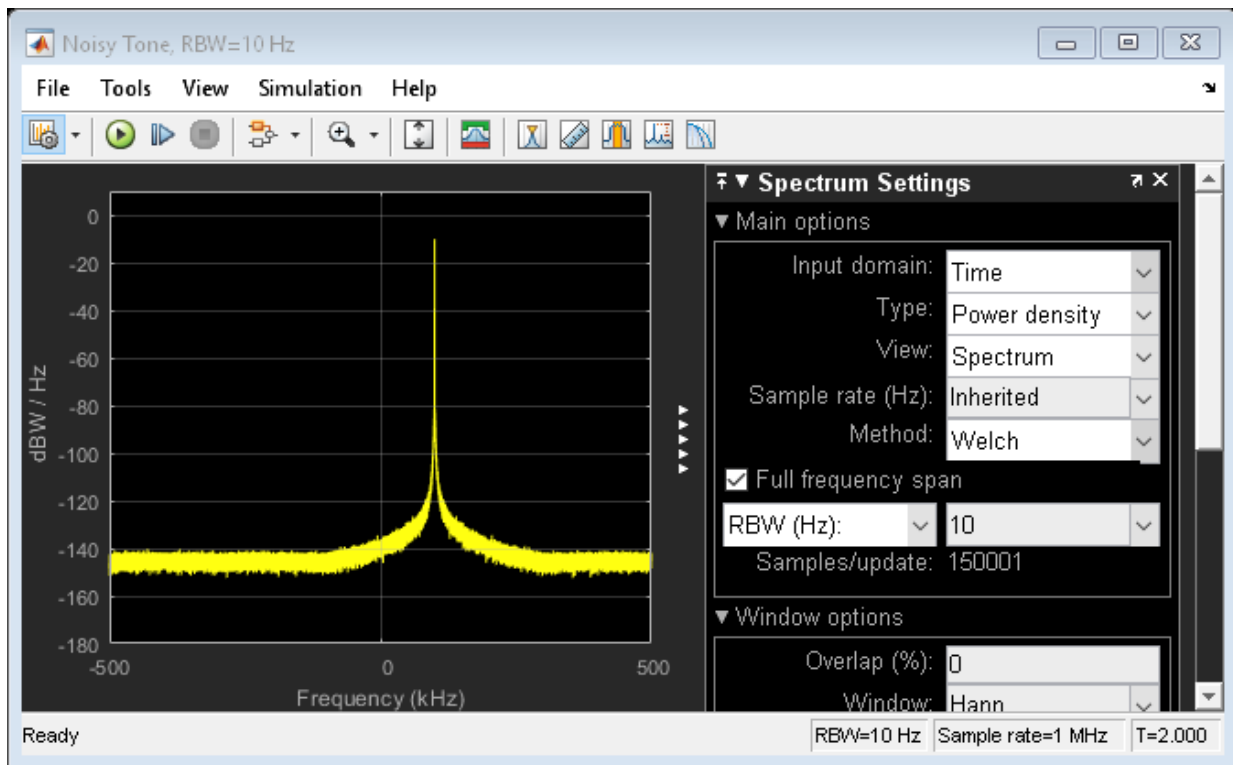 Noisy Tone, RBW=10 Hz
File Tools View Simulation Help
Spectrum Settings
Main options
Input domain: Time
Type: Power density
View: Spectrum
Sample rate (Hz): Inherited
Method: Welch
Full frequency span
RBW (Hz): 10
Samples/update: 150001
Window options
Overlap (%): 0
Window: Hann
0
-20
-40
-60
-80
-100
-120
-140
-160
-180
dBW / Hz
-500 0 500
Frequency (kHz)
Ready RBW=10 Hz Sample rate=1 MHz T=2.000